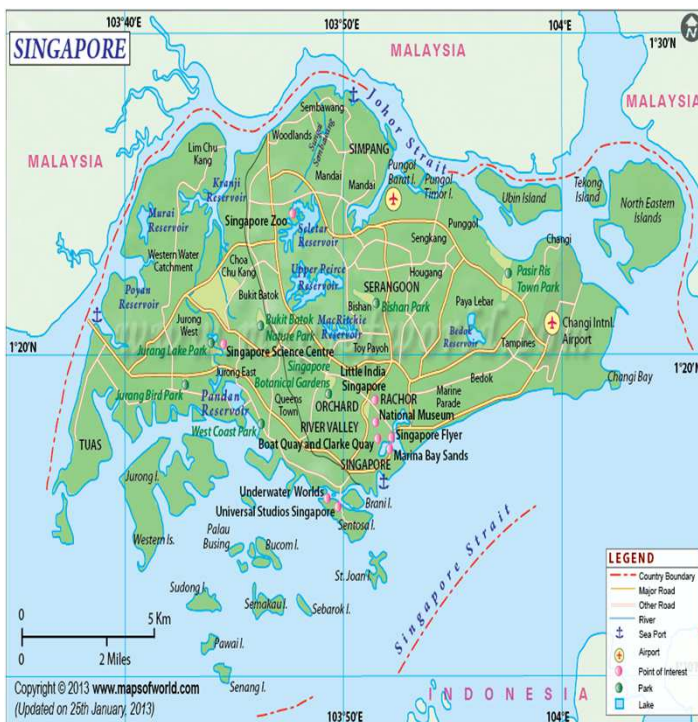 103°40'E
103°50'E
104°E
1°30'N
SINGAPORE
MALAYSIA
MALAYSIA
MALAYSIA
Johor Strait
Sembawang
Woodlands
SIMPANG
Lim Chu
Kang
Mandai
Mandai
Pungol
Barat I.
Pungol
Timor I.
Ubin Island
Tekong
Island
North Eastern
Islands
Kranji
Reservoir
Murai
Reservoir
Singapore Zoo
Seletar
Reservoir
Punggol
Sengkang
Changi
Western Water
Catchment
Choa
Chu Kang
Upper Peirce
Reservoir
Hougang
SERANGOON
Pasir Ris
Town Park
Poyan
Reservoir
Bukit Batok
Bishan
Bishan Park
Paya Lebar
Jurong
West
Bukit Batok
Nature Park
MacRitchie
Reservoir
Bedok
Reservoir
Changi Intnl.
Airport
Tampines
1°20'
1°20'
Jurong Lake Park
Singapore Science Centre
Toy Payoh
Jurong East
Singapore
Botanical Gardens
Little India
Singapore
Bedok
Changi Bay
Jurong Bird Park
Pandan
Reservoir
Queens
Town
ORCHARD
RACHOR
Marine
Parade
National Museum
West Coast Park
RIVER VALLEY
TUAS
Boat Quay and Clarke Quay
Singapore Flyer
Marina Bay Sands
SINGAPORE
Jurong I.
Underwater Worlds
Universal Studios Singapore
Brani I.
Sentosa I.
Western Is.
Palau
Busing
Bucom I.
St. Joan I.
Singapore Strait
Sudong I.
Semakau I.
Sebarok I.
Pawai I.
Senang I.
0
5 Km
0
2 Miles
Copyright © 2013 www.mapsofworld.com
(Updated on 25th January, 2013)
INDONESIA
103°50'E
104°E
LEGEND
Country Boundary
Major Road
Other Road
River
Sea Port
Airport
Point of Interest
Park
Lake